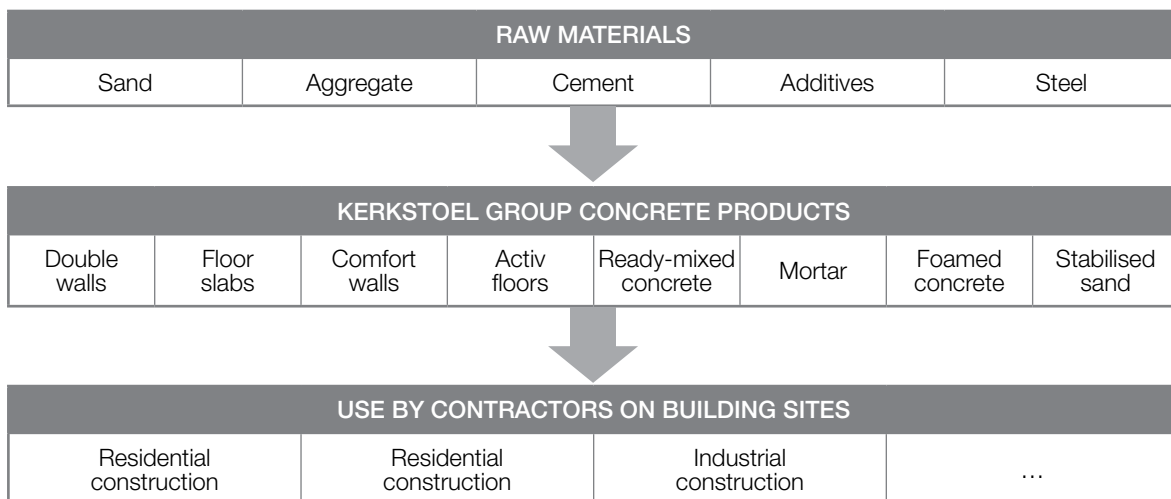 RAW MATERIALS
Sand Aggregate Cement Additives Steel
KERKSTOEL GROUP CONCRETE PRODUCTS
Double walls
Floor slabs
Comfort walls
Activ floors
Ready-mixed concrete
Mortar
Foamed concrete
Stabilised sand
USE BY CONTRACTORS ON BUILDING SITES
Residential construction
Residential construction
Industrial construction
...